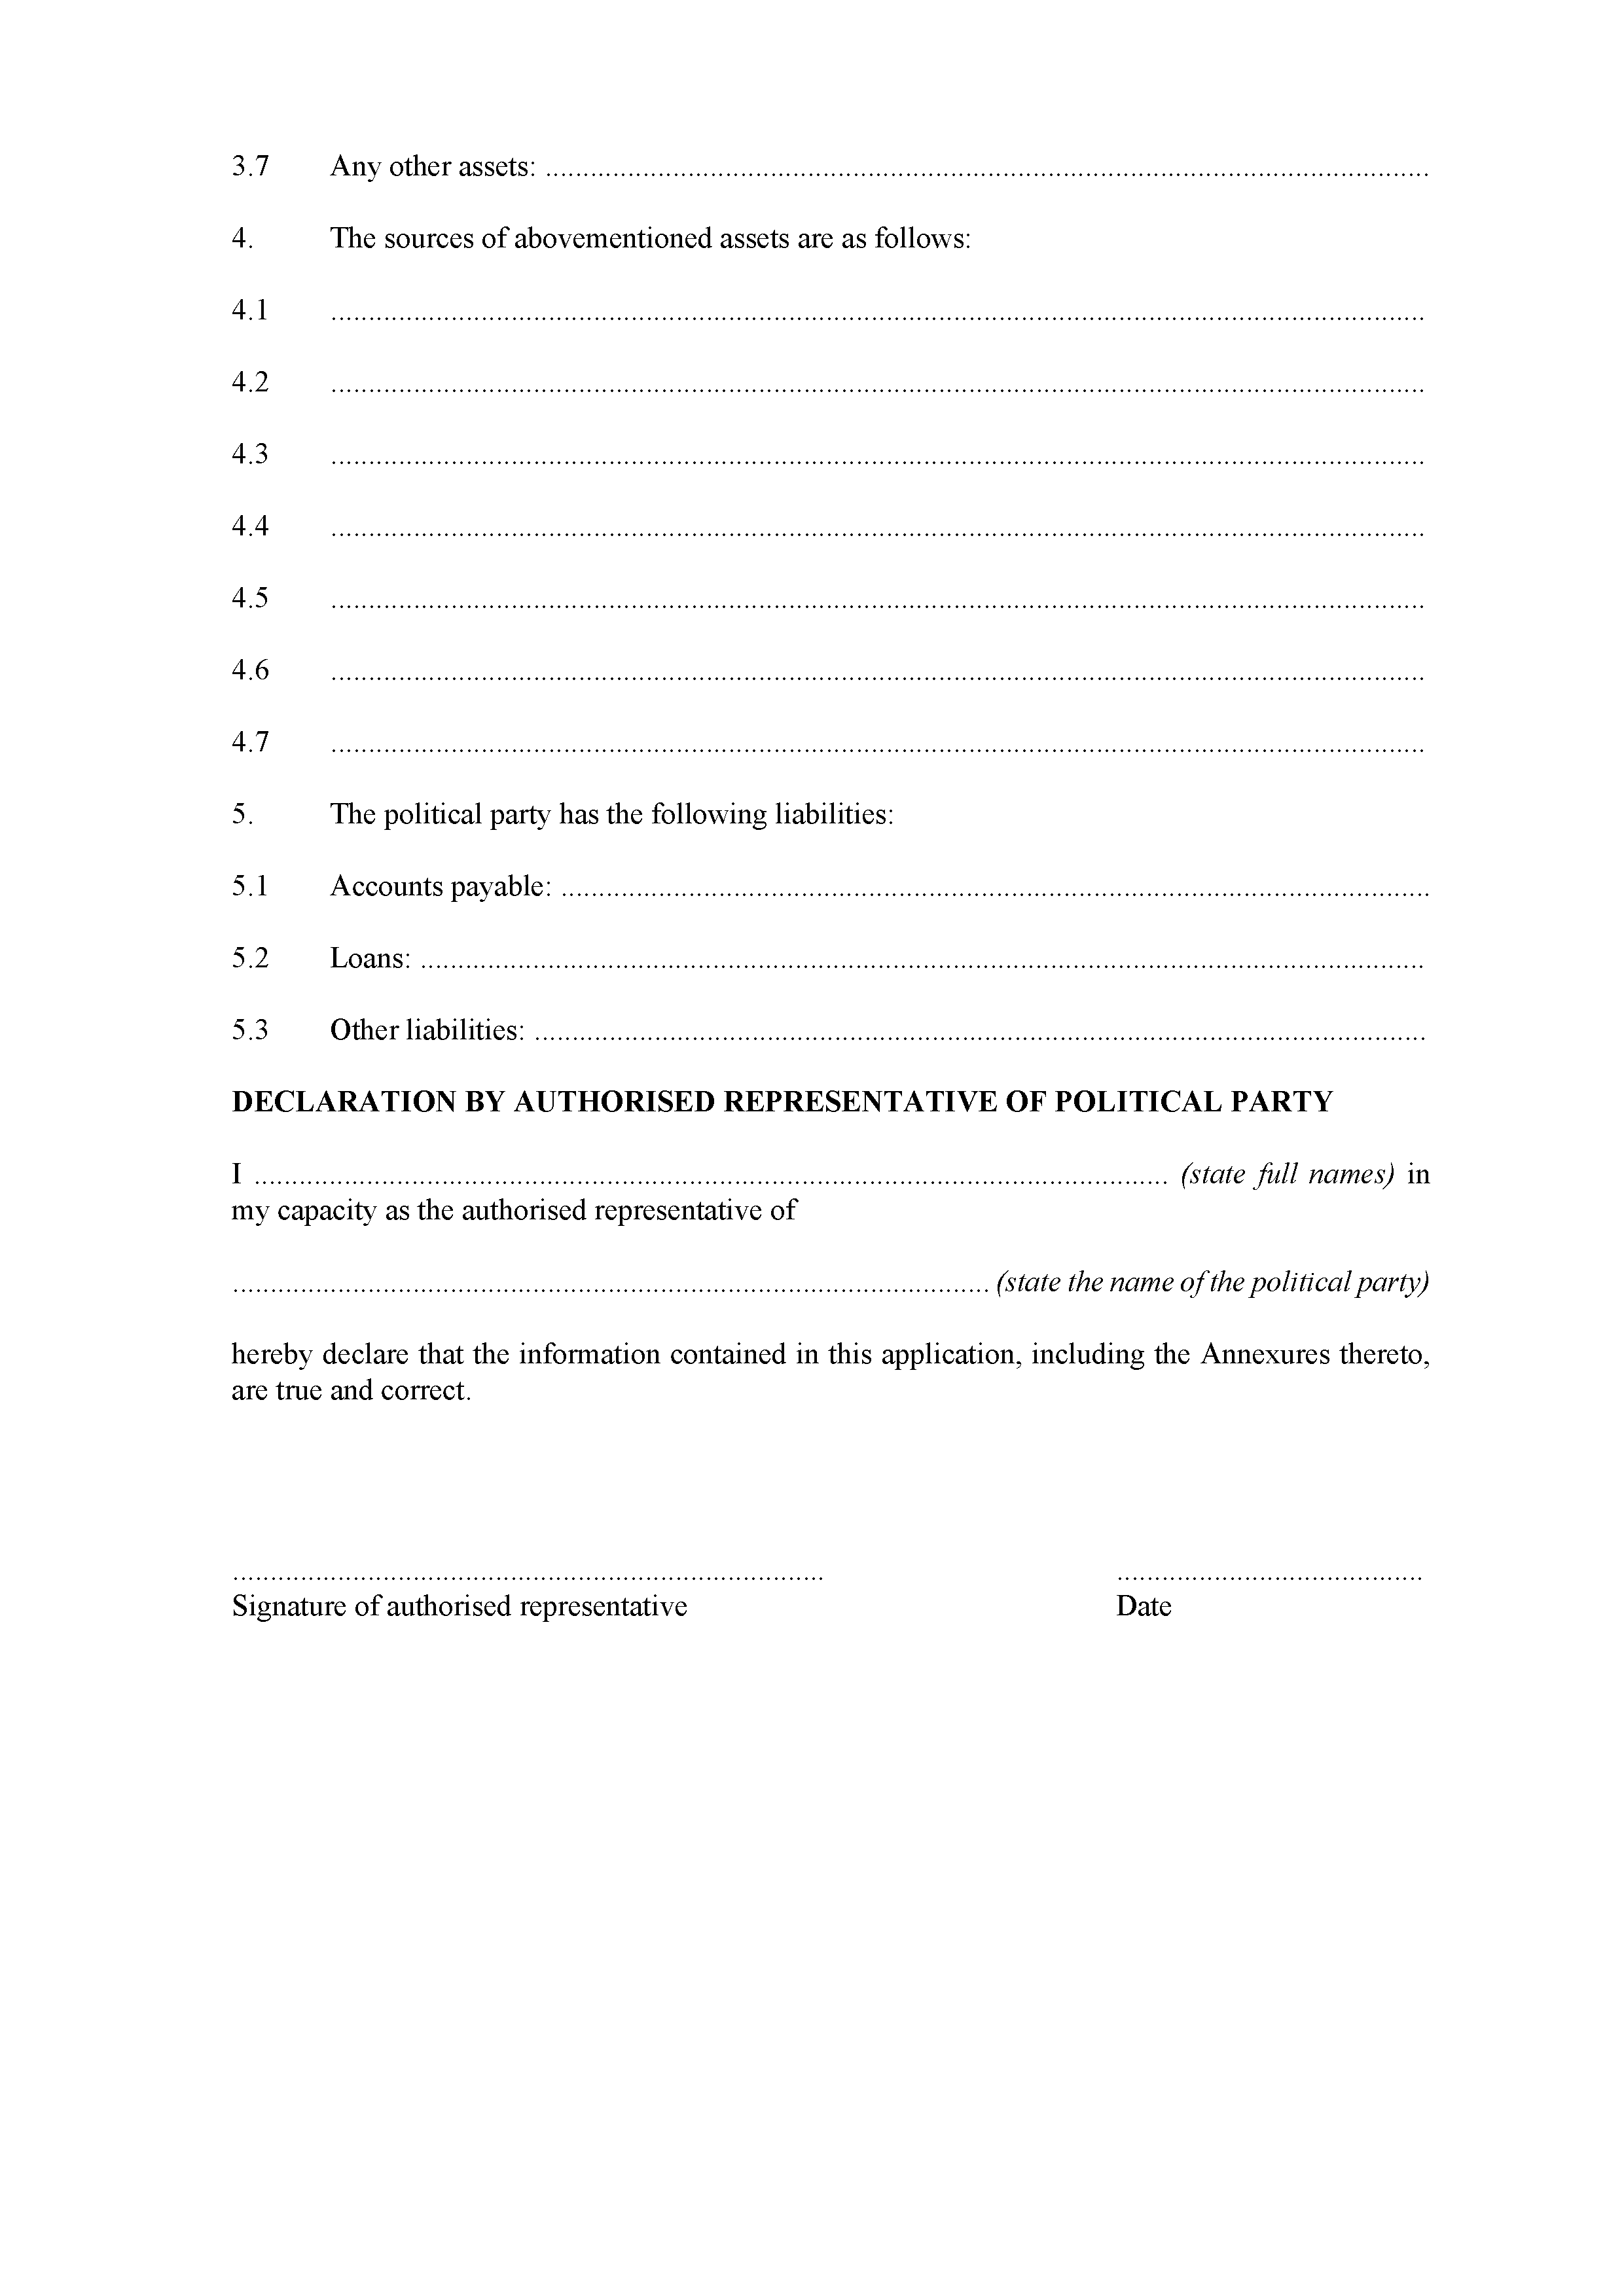 3.7 Any other assets: ........................................................................................................................
4. The sources of abovementioned assets are as follows:
4.1 ....................................................................................................................................................
4.2 ....................................................................................................................................................
4.3 ....................................................................................................................................................
4.4 ....................................................................................................................................................
4.5 ....................................................................................................................................................
4.6 ....................................................................................................................................................
4.7 ....................................................................................................................................................
5. The political party has the following liabilities:
5.1 Accounts payable: ......................................................................................................................
5.2 Loans: ........................................................................................................................................
5.3 Other liabilities: .........................................................................................................................
DECLARATION BY AUTHORISED REPRESENTATIVE OF POLITICAL PARTY
I ............................................................................................................................ (state full names) in
my capacity as the authorised representative of
....................................................................................................... (state the name of the political party)
hereby declare that the information contained in this application, including the Annexures thereto,
are true and correct.
................................................................................ .........................................
Signature of authorised representative Date